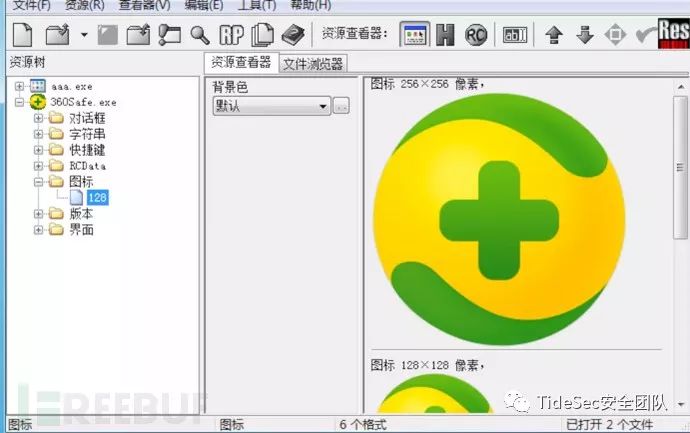 文件(F) 资源(R) 查看器(V) 编辑(E) 工具(T) 帮助(H)
RP 资源查看器: H RC ab Res
资源树
资源查看器 文件浏览器
aaa.exe
360Safe.exe
对话框
字符串
快捷键
RCData
图标
128
版本
界面
背景色
默认
...
图标 256×256 像素,
图标 128×128 像素,
REEBUF
TideSec安全团队
图标 图标 6 个格式 已打开 2 个文件